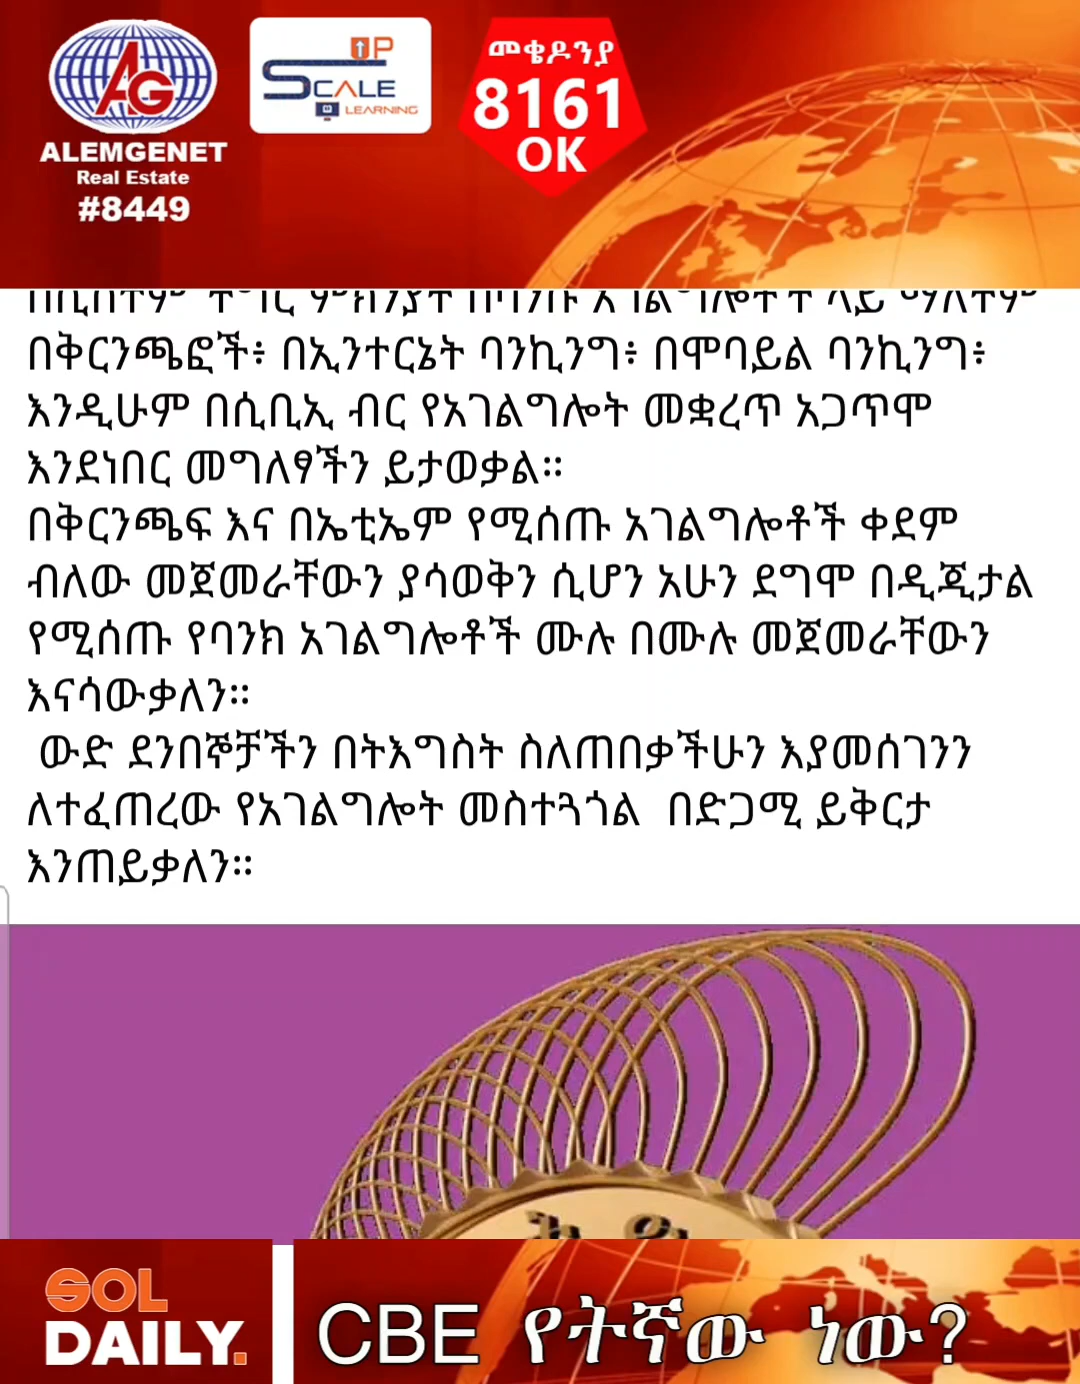 AG
ALEMGENET
Real Estate
#8449
UP
SCALE
LEARNING
መቄዶንያ
8161
OK
በቅርንጫፎች፥ በኢንተርኔት ባንኪንግ፥ በሞባይል ባንኪንግ፥
እንዲሁም በሲቢኢ ብር የአገልግሎት መቋረጥ አጋጥሞ
እንደነበር መግለፃችን ይታወቃል።
በቅርንጫፍ እና በኤቲኤም የሚሰጡ አገልግሎቶች ቀደም
ብለው መጀመራቸውን ያሳወቅን ሲሆን አሁን ደግሞ በዲጂታል
የሚሰጡ የባንክ አገልግሎቶች ሙሉ በሙሉ መጀመራቸውን
እናሳውቃለን።
ውድ ደንበኞቻችን በትእግስት ስለጠበቃችሁን እያመሰገንን
ለተፈጠረው የአገልግሎት መስተጓጎል በድጋሚ ይቅርታ
እንጠይቃለን።
SOL
DAILY.
CBE የትኛው ነው?